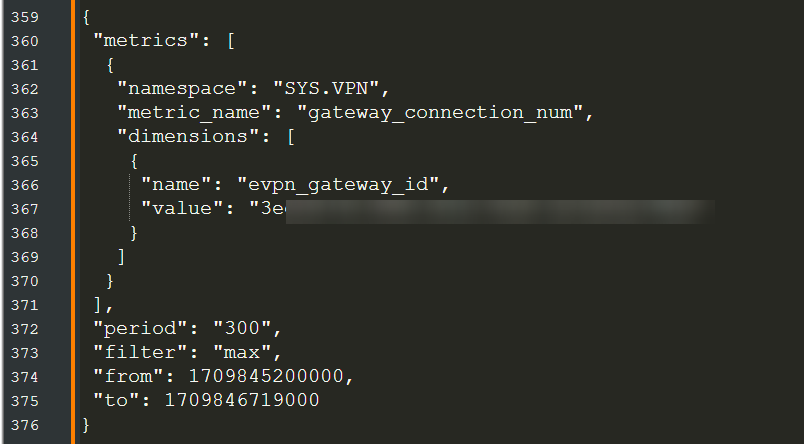 359 {
360 "metrics": [
361 {
362 "namespace": "SYS.VPN",
363 "metric_name": "gateway_connection_num",
364 "dimensions": [
365 {
366 "name": "evpn_gateway_id",
367 "value": "3e
368 }
369 ]
370 }
371 ],
372 "period": "300",
373 "filter": "max",
374 "from": 1709845200000,
375 "to": 1709846719000
376 }